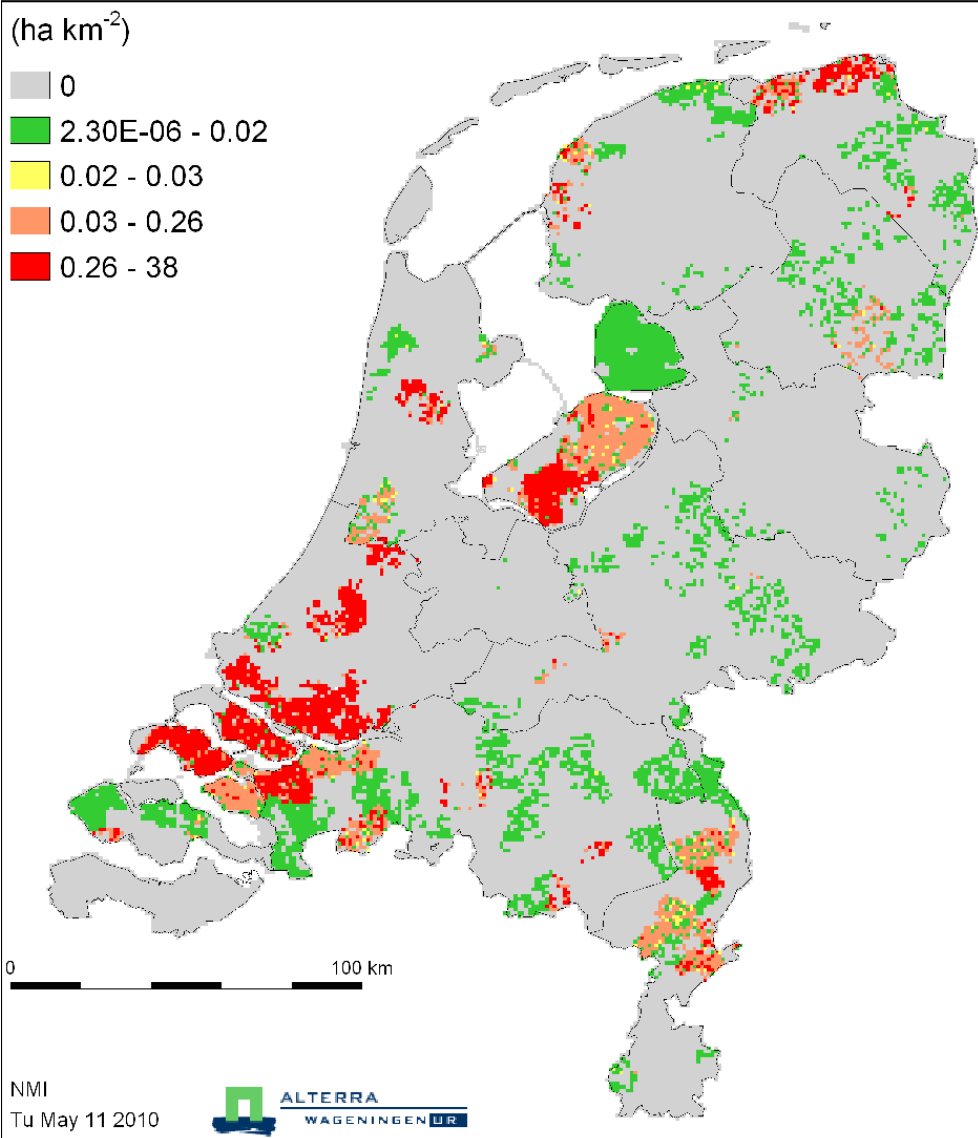 (ha km-2)
0
2.30E-06 - 0.02
0.02 - 0.03
0.03 - 0.26
0.26 - 38
0 100 km
NMI
Tu May 11 2010
ALTERRA
WAGENINGEN UR